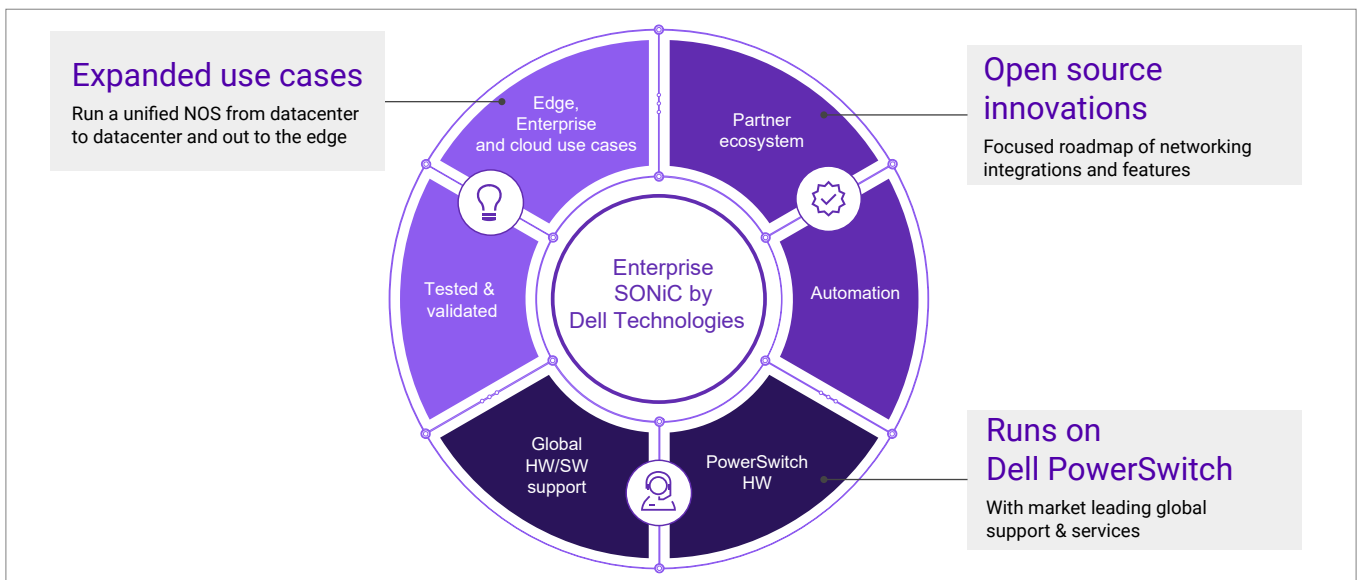 Expanded use cases
Run a unified NOS from datacenter
to datacenter and out to the edge
Edge,
Enterprise
and cloud use cases
Partner
ecosystem
Open source
innovations
Focused roadmap of networking
integrations and features
Tested &
validated
Enterprise
SONiC by
Dell Technologies
Automation
Global
HW/SW
support
PowerSwitch
HW
Runs on
Dell PowerSwitch
With market leading global
support & services